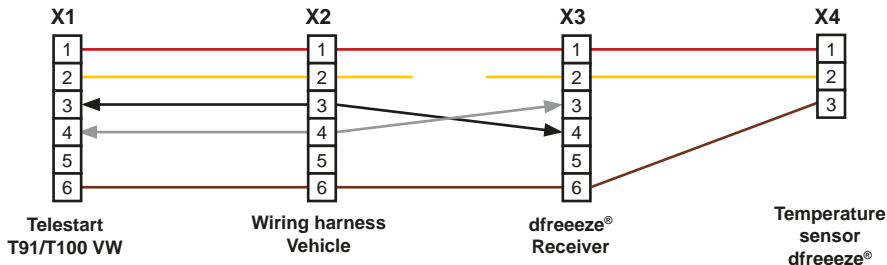 X1 X2 X3 X4
1 1 1 1
2 2 2 2
3 3 3 3
4 4 4
5 5 5
6 6 6
Telestart
T91/T100 VW
Wiring harness
Vehicle
dfreeeze®
Receiver
Temperature
sensor
dfreeeze®